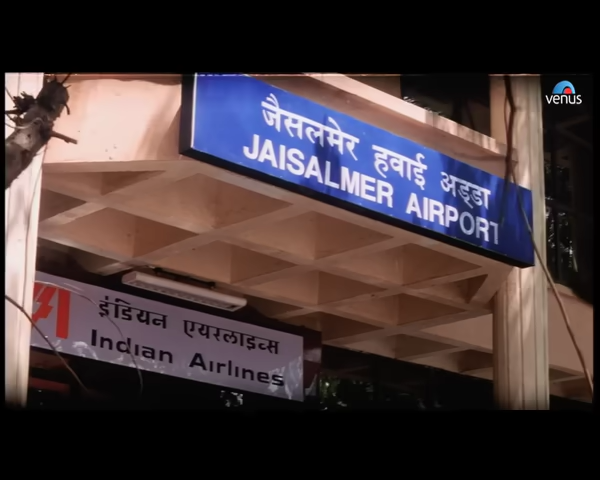 venus
जैसलमेर हवाई अड्डा
JAISALMER AIRPORT
इंडियन एयरलाइन्स
Indian Airlines